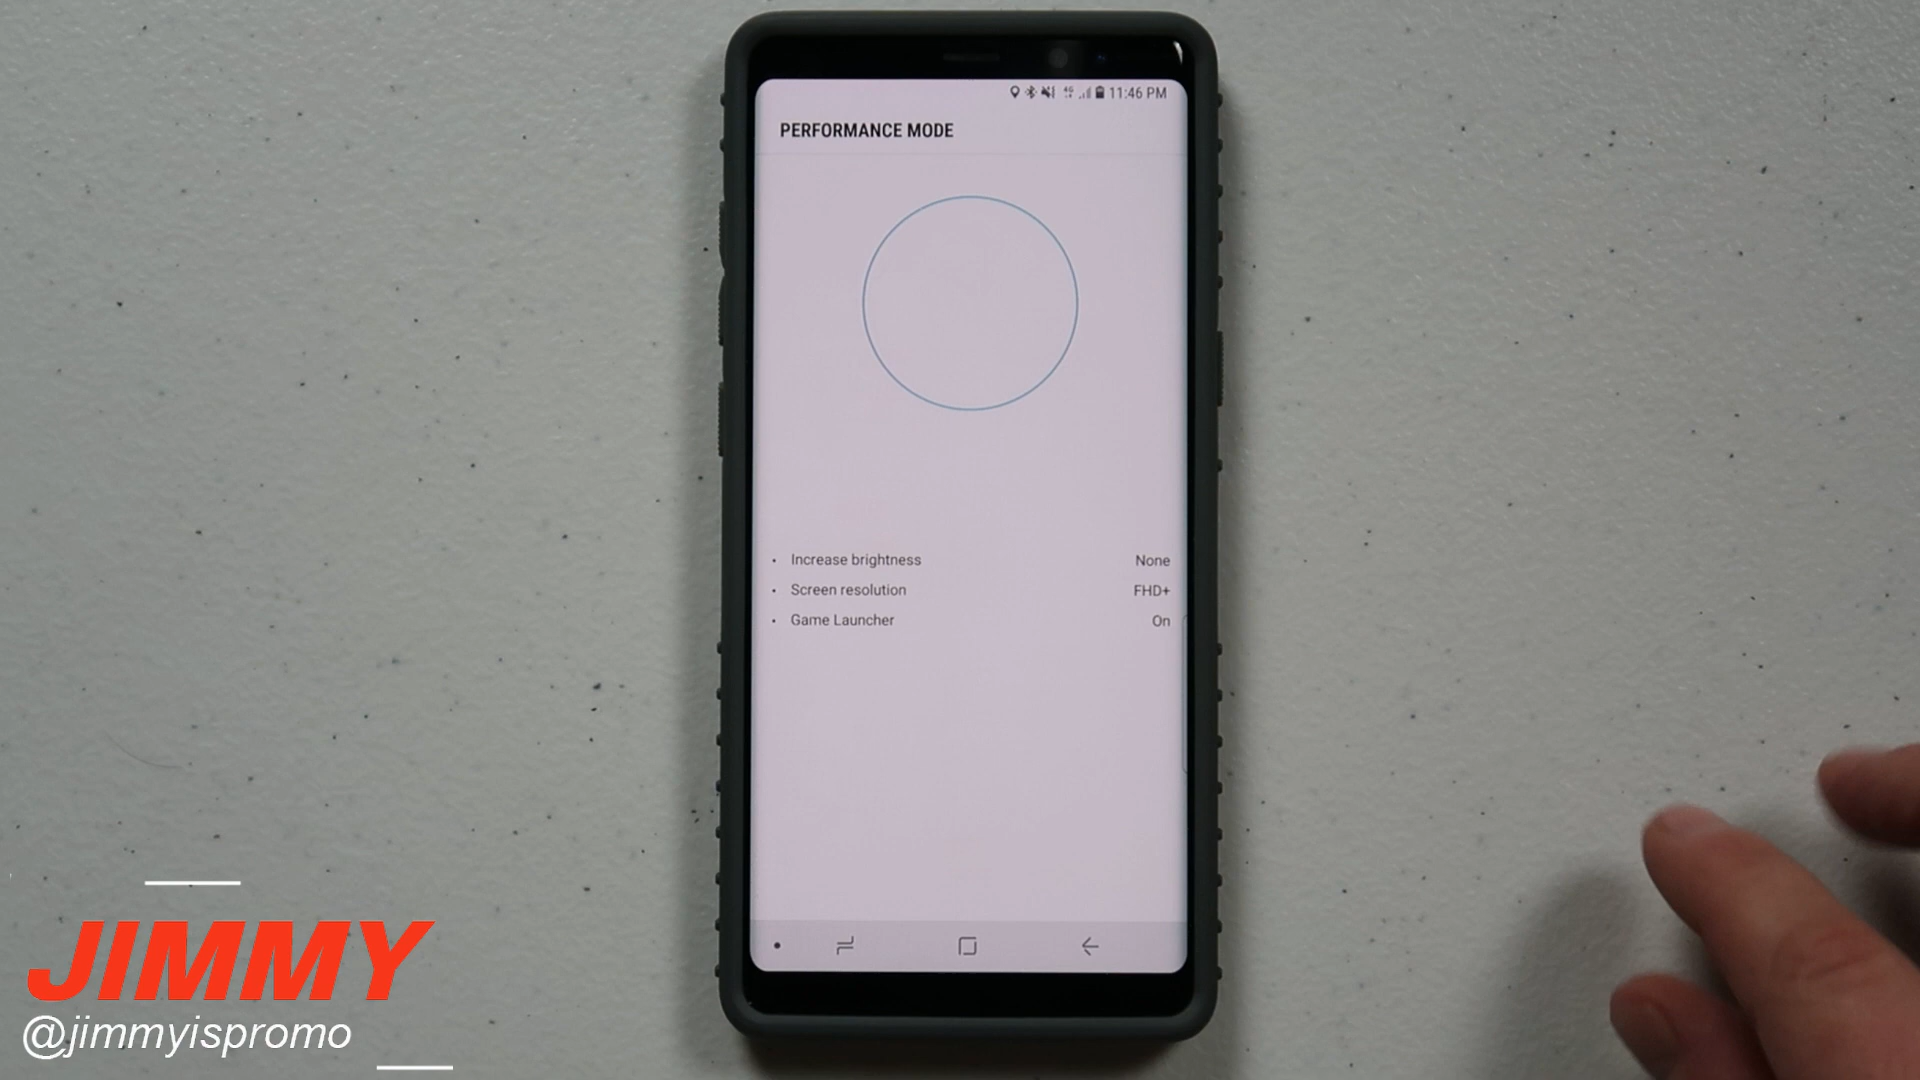 11:46 PM
PERFORMANCE MODE
• Increase brightness None
• Screen resolution FHD+
• Game Launcher On
JIMMY
@jimmyispromo